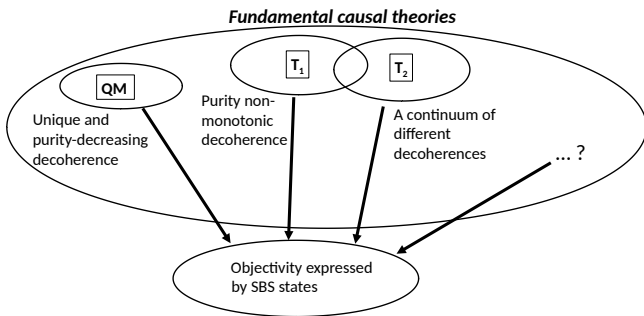 Fundamental causal theories
QM
T1
T2
Unique and
purity-decreasing
decoherence
Purity non-
monotonic
decoherence
A continuum of
different
decoherences
... ?
Objectivity expressed
by SBS states